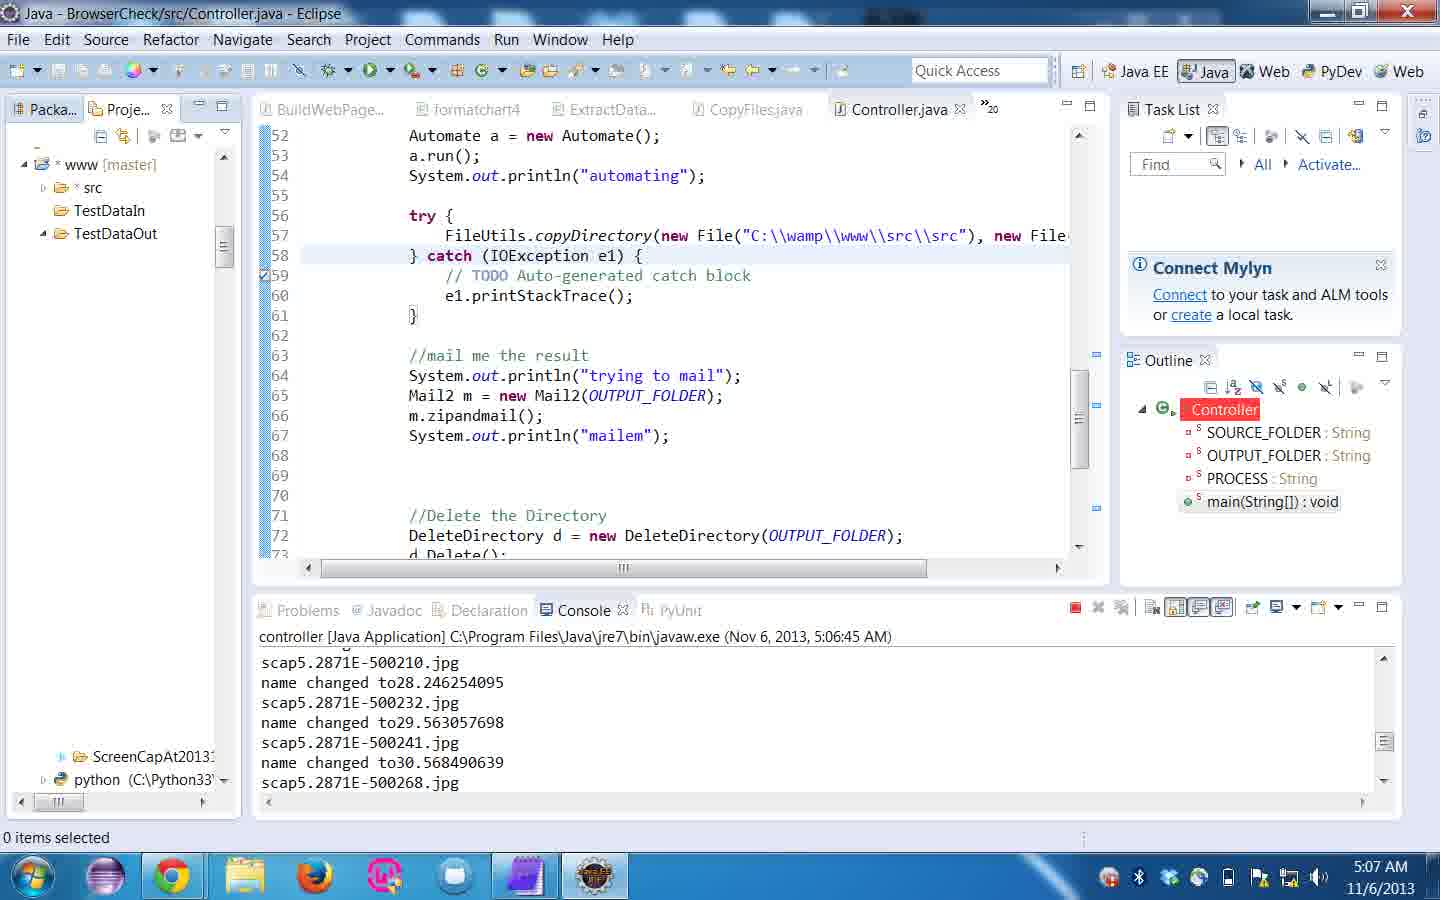 Java - BrowserCheck/src/Controller.java - Eclipse
File Edit Source Refactor Navigate Search Project Commands Run Window Help
Quick Access
Java EE Java Web PyDev Web
Packa... Proje...
* www [master]
* src
TestDataIn
TestDataOut
ScreenCapAt20131
python (C:\Python33\
BuildWebPage... formatchart4 ExtractData... CopyFiles.java Controller.java »20
52 Automate a = new Automate();
53 a.run();
54 System.out.println("automating");
55
56 try {
57 FileUtils.copyDirectory(new File("C:\\wamp\\www\\src\\src"), new File(
58 } catch (IOException e1) {
59 // TODO Auto-generated catch block
60 e1.printStackTrace();
61 }
62
63 //mail me the result
64 System.out.println("trying to mail");
65 Mail2 m = new Mail2(OUTPUT_FOLDER);
66 m.zipandmail();
67 System.out.println("mailem");
68
69
70
71 //Delete the Directory
72 DeleteDirectory d = new DeleteDirectory(OUTPUT_FOLDER);
73 d.Delete();
Task List
Find All Activate...
Connect Mylyn
Connect to your task and ALM tools
or create a local task.
Outline
Controller
SOURCE_FOLDER : String
OUTPUT_FOLDER : String
PROCESS : String
main(String[]) : void
Problems @ Javadoc Declaration Console PyUnit
controller [Java Application] C:\Program Files\Java\jre7\bin\javaw.exe (Nov 6, 2013, 5:06:45 AM)
scap5.2871E-500210.jpg
name changed to28.246254095
scap5.2871E-500232.jpg
name changed to29.563057698
scap5.2871E-500241.jpg
name changed to30.568490639
scap5.2871E-500268.jpg
0 items selected
5:07 AM
11/6/2013